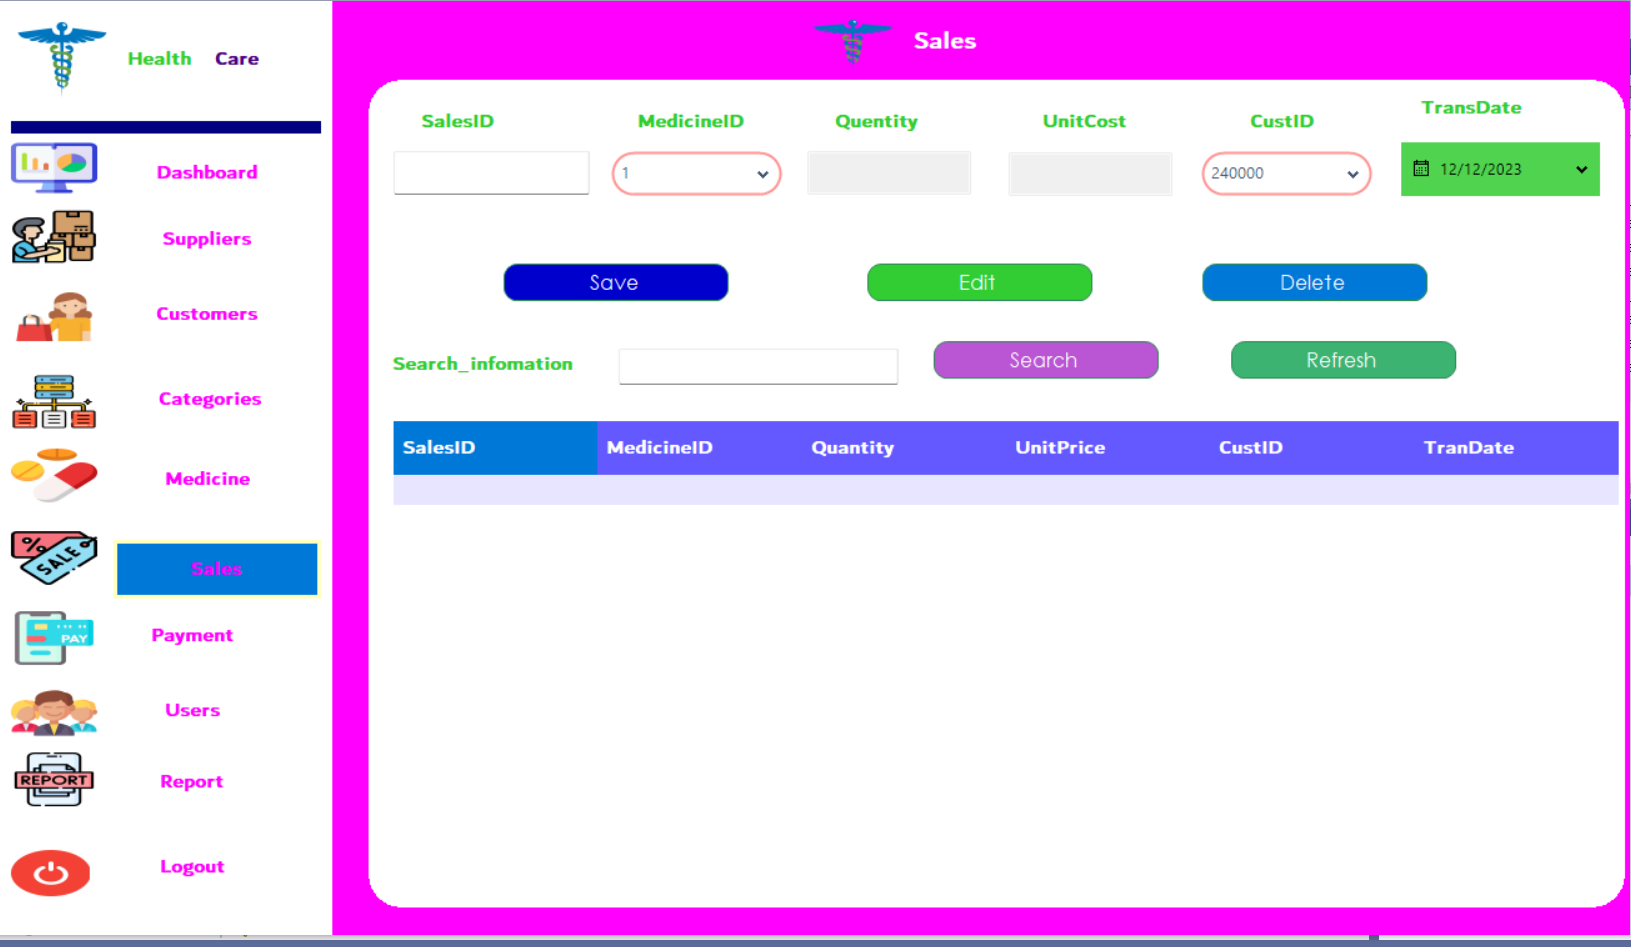 Health Care
Dashboard
Suppliers
Customers
Categories
Medicine
SALE
%
Sales
PAY
Payment
Users
REPORT
Report
Logout
Sales
SalesID MedicineID Quentity UnitCost CustID TransDate
1 240000 12/12/2023
Save Edit Delete
Search_infomation Search Refresh
SalesID MedicineID Quantity UnitPrice CustID TranDate